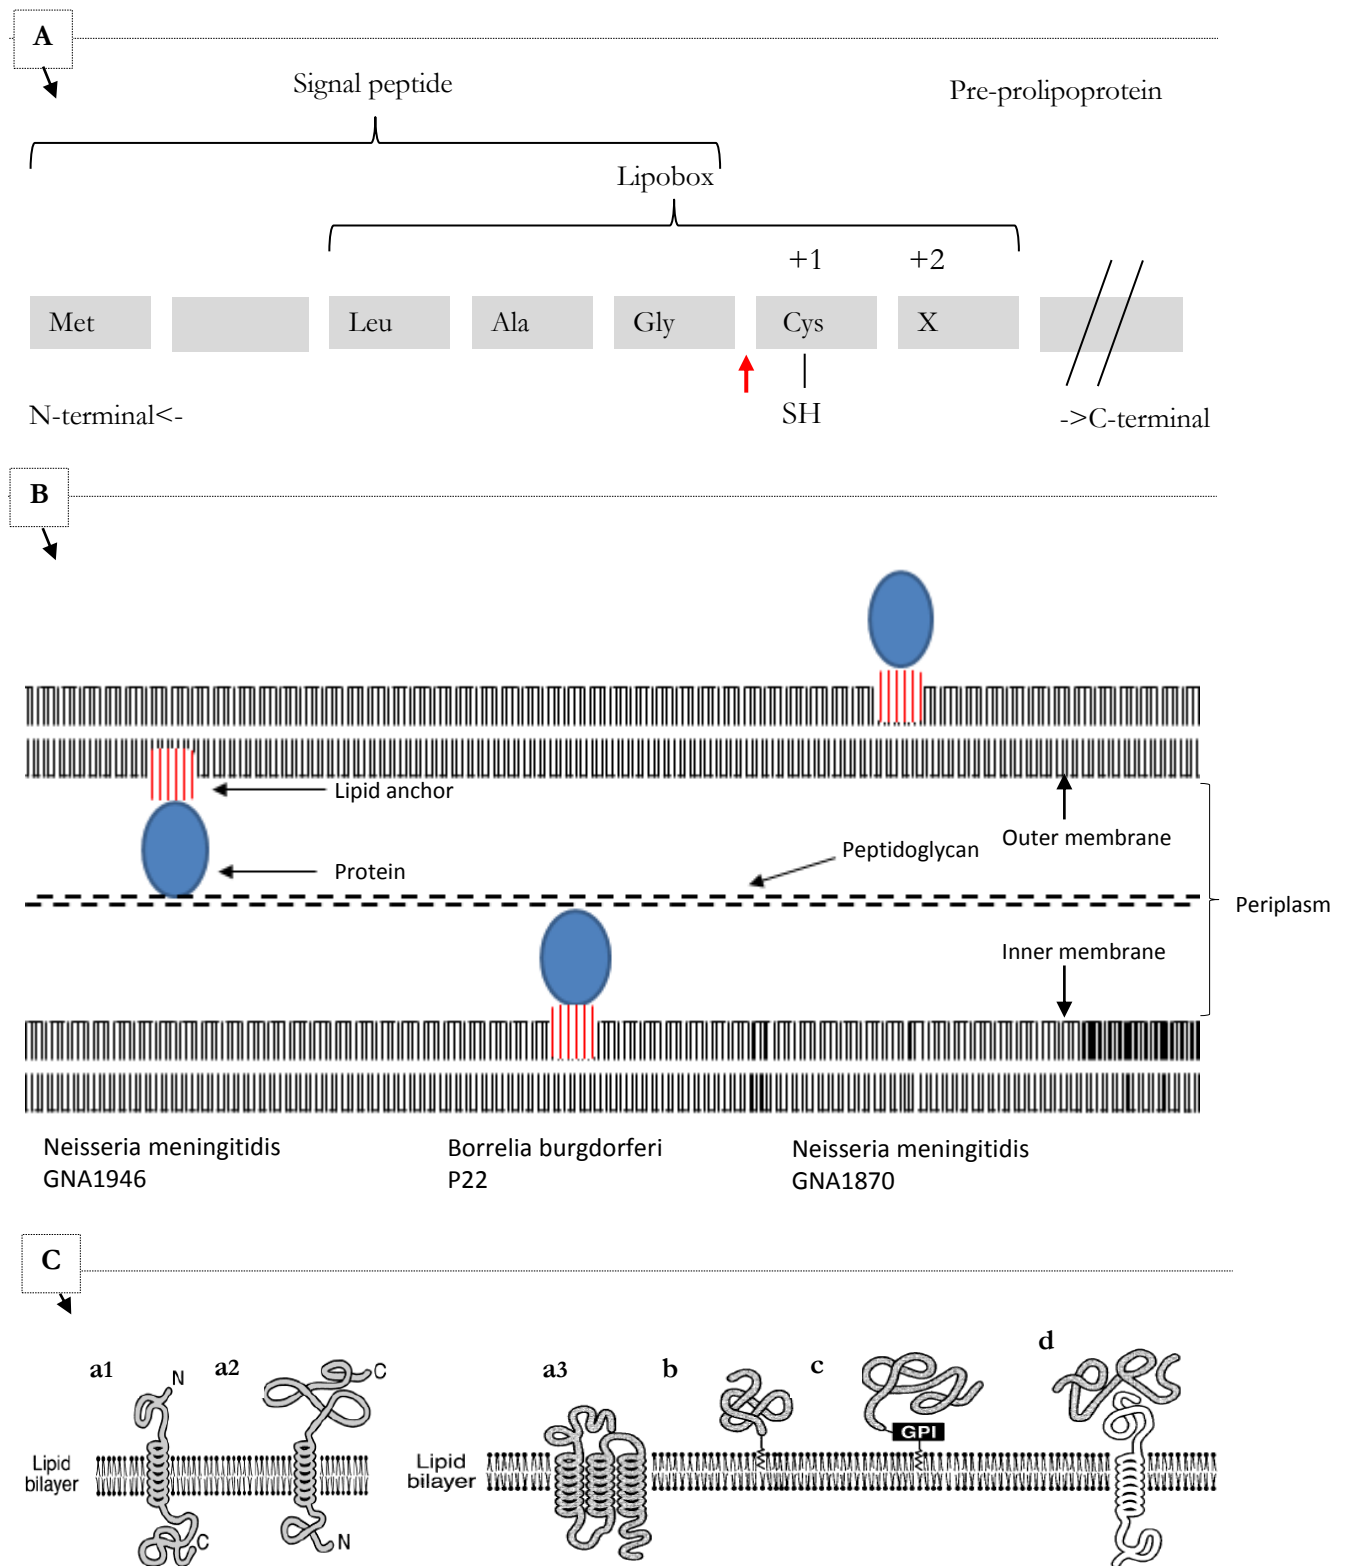 A
Signal peptide
Pre-prolipoprotein
Lipobox
+1 +2
Met Leu Ala Gly Cys X
SH
N-terminal<-
->C-terminal
B
Lipid anchor
Outer membrane
Peptidoglycan
Protein
Periplasm
Inner membrane
Neisseria meningitidis
GNA1946
Borrelia burgdorferi
P22
Neisseria meningitidis
GNA1870
C
a1 N a2 C a3 b c d
GPI
Lipid
bilayer
Lipid
bilayer
C N